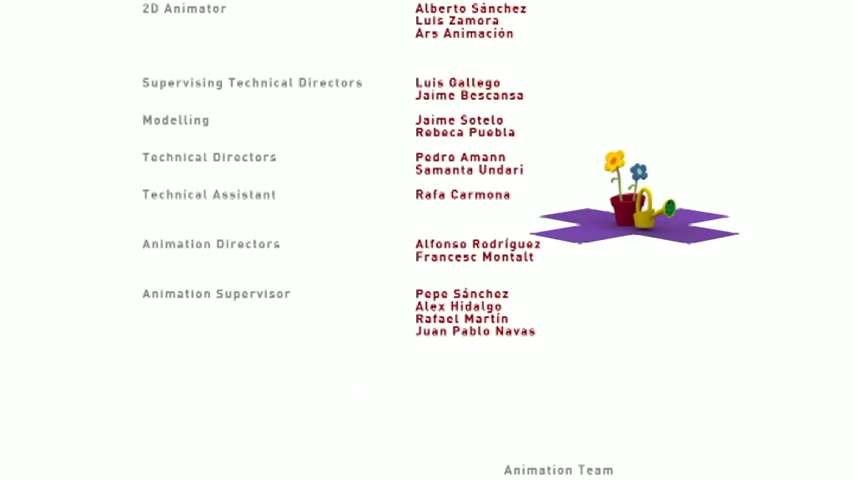 2D Animator Alberto Sánchez
Luis Zamora
Ars Animación
Supervising Technical Directors Luis Gallego
Jaime Bescansa
Modelling Jaime Sotelo
Rebeca Puebla
Technical Directors Pedro Amann
Samanta Undari
Technical Assistant Rafa Carmona
Animation Directors Alfonso Rodríguez
Francesc Montalt
Animation Supervisor Pepe Sánchez
Alex Hidalgo
Rafael Martín
Juan Pablo Navas
Animation Team